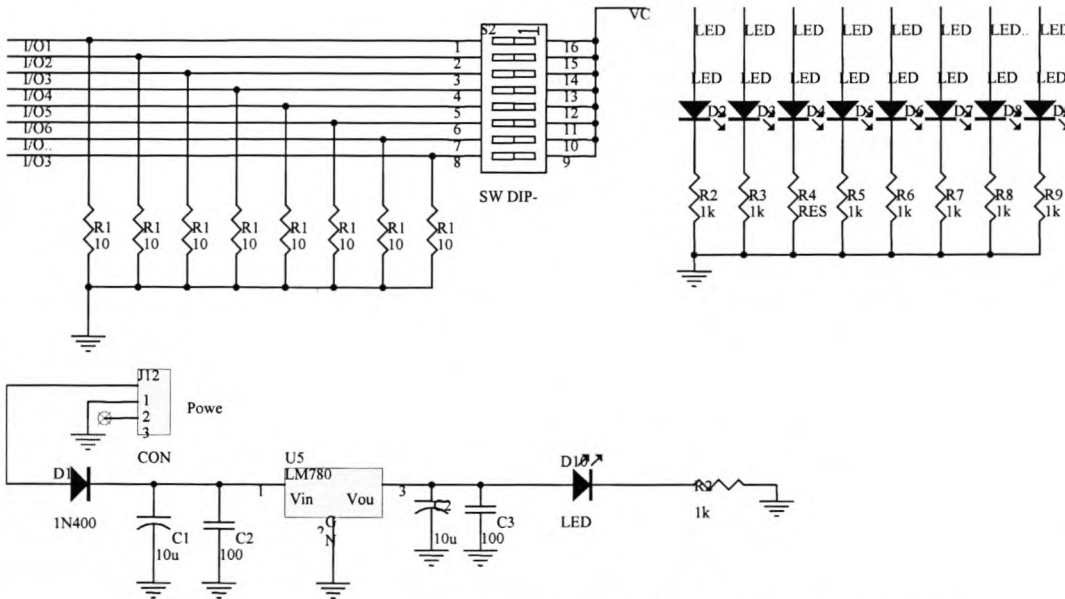 S2
VC
I/O1
I/O2
I/O3
I/O4
I/O5
I/O6
I/O..
I/O3
1
2
3
4
5
6
7
8
16
15
14
13
12
11
10
9
SW DIP-
R1
10
R1
10
R1
10
R1
10
R1
10
R1
10
R1
10
R1
10
LED LED LED LED LED LED LED.. LED
LED LED LED LED LED LED LED LED
D2 D3 D4 D5 D6 D7 D8
R2 R3 R4 R5 R6 R7 R8 R9
1k 1k RES 1k 1k 1k 1k 1k
J12
1
2
3
Powe
CON
D1
1N400
C1
10u
C2
100
U5
LM780
1 Vin Vou 3
2
G
N
C2
10u
C3
100
D10
LED
R2
1k